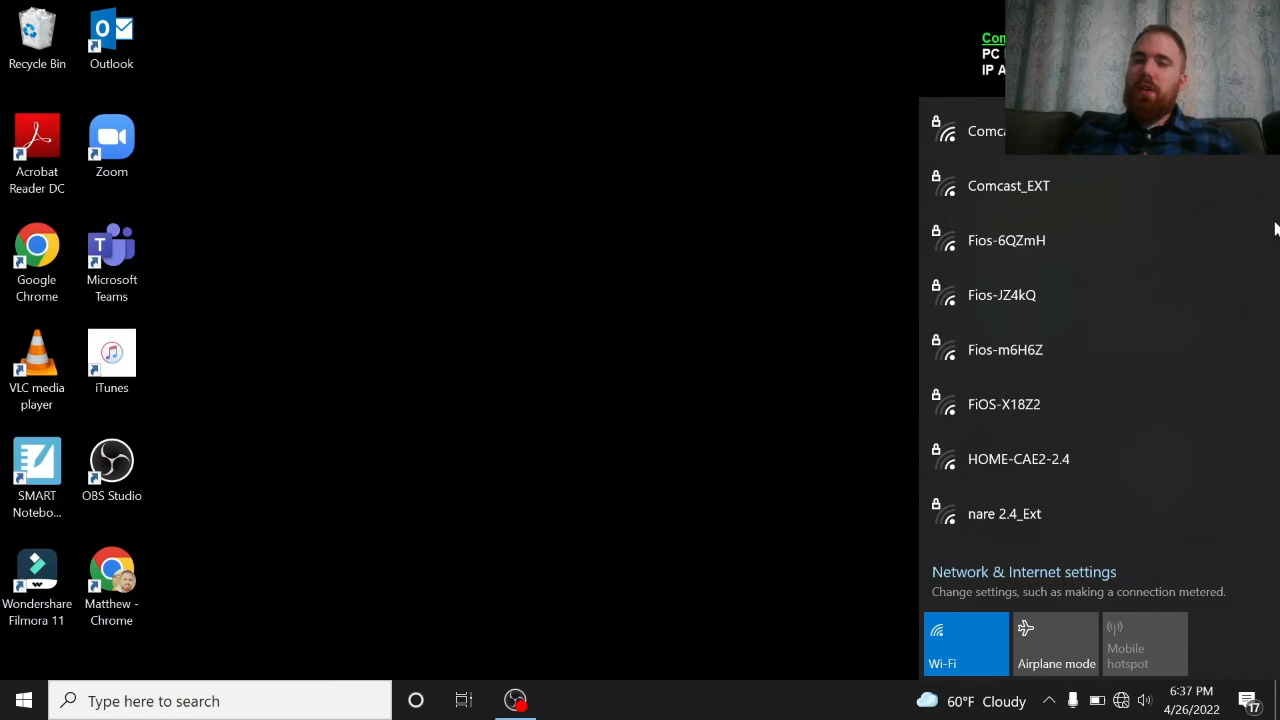 Recycle Bin
Outlook
Acrobat
Reader DC
Zoom
Google
Chrome
Microsoft
Teams
VLC media
player
iTunes
SMART
Notebo...
OBS Studio
Wondershare
Filmora 11
Matthew -
Chrome
PC
Comcast_EXT
Fios-6QZmH
Fios-JZ4kQ
Fios-m6H6Z
FiOS-X18Z2
HOME-CAE2-2.4
nare 2.4_Ext
Network & Internet settings
Change settings, such as making a connection metered.
Wi-Fi
Airplane mode
Mobile
hotspot
Type here to search
60°F Cloudy
6:37 PM
4/26/2022
17